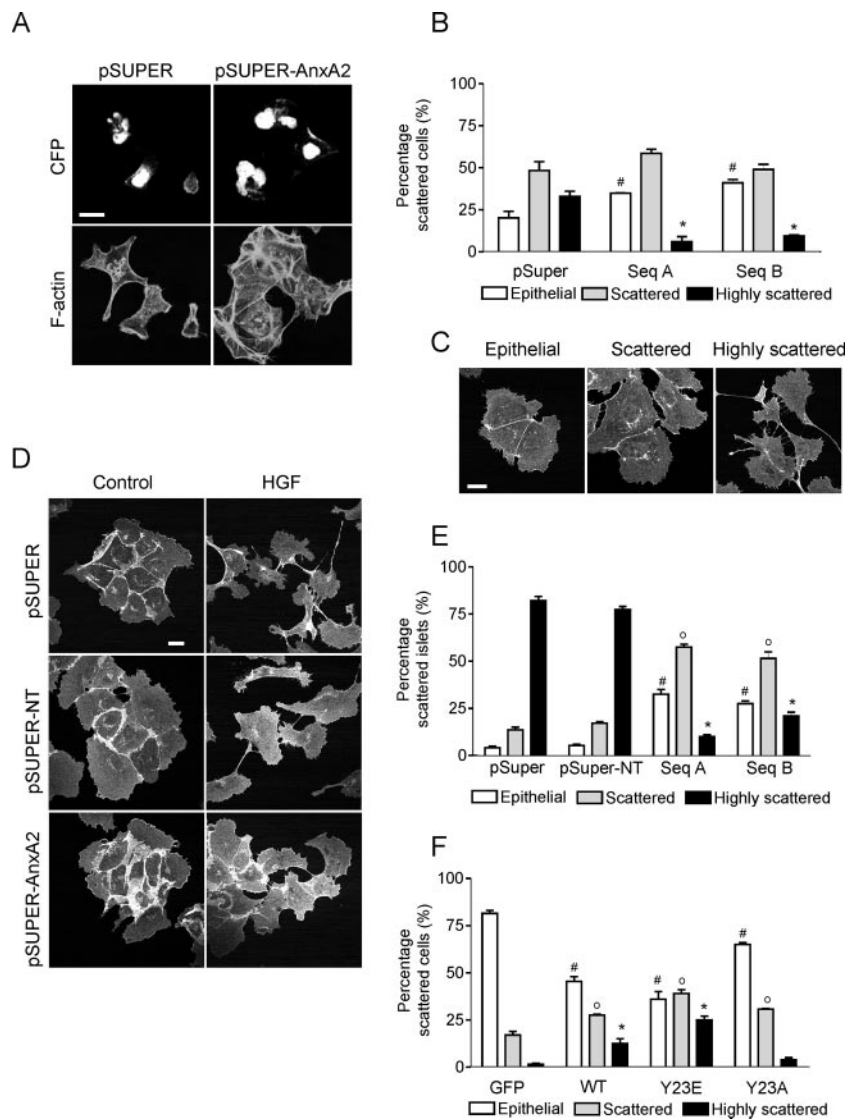 A
pSUPER pSUPER-AnxA2
CFP
F-actin
B
Percentage
scattered cells (%)
100
75
50
25
0
# # * *
pSuper Seq A Seq B
Epithelial Scattered Highly scattered
C
Epithelial Scattered Highly scattered
D
Control HGF
pSUPER
pSUPER-NT
pSUPER-AnxA2
E
Percentage
scattered islets (%)
100
75
50
25
0
# o * # o *
pSuper pSuper-NT Seq A Seq B
Epithelial Scattered Highly scattered
F
Percentage
scattered cells (%)
100
75
50
25
0
# o * # o * # o
GFP WT Y23E Y23A
Epithelial Scattered Highly scattered